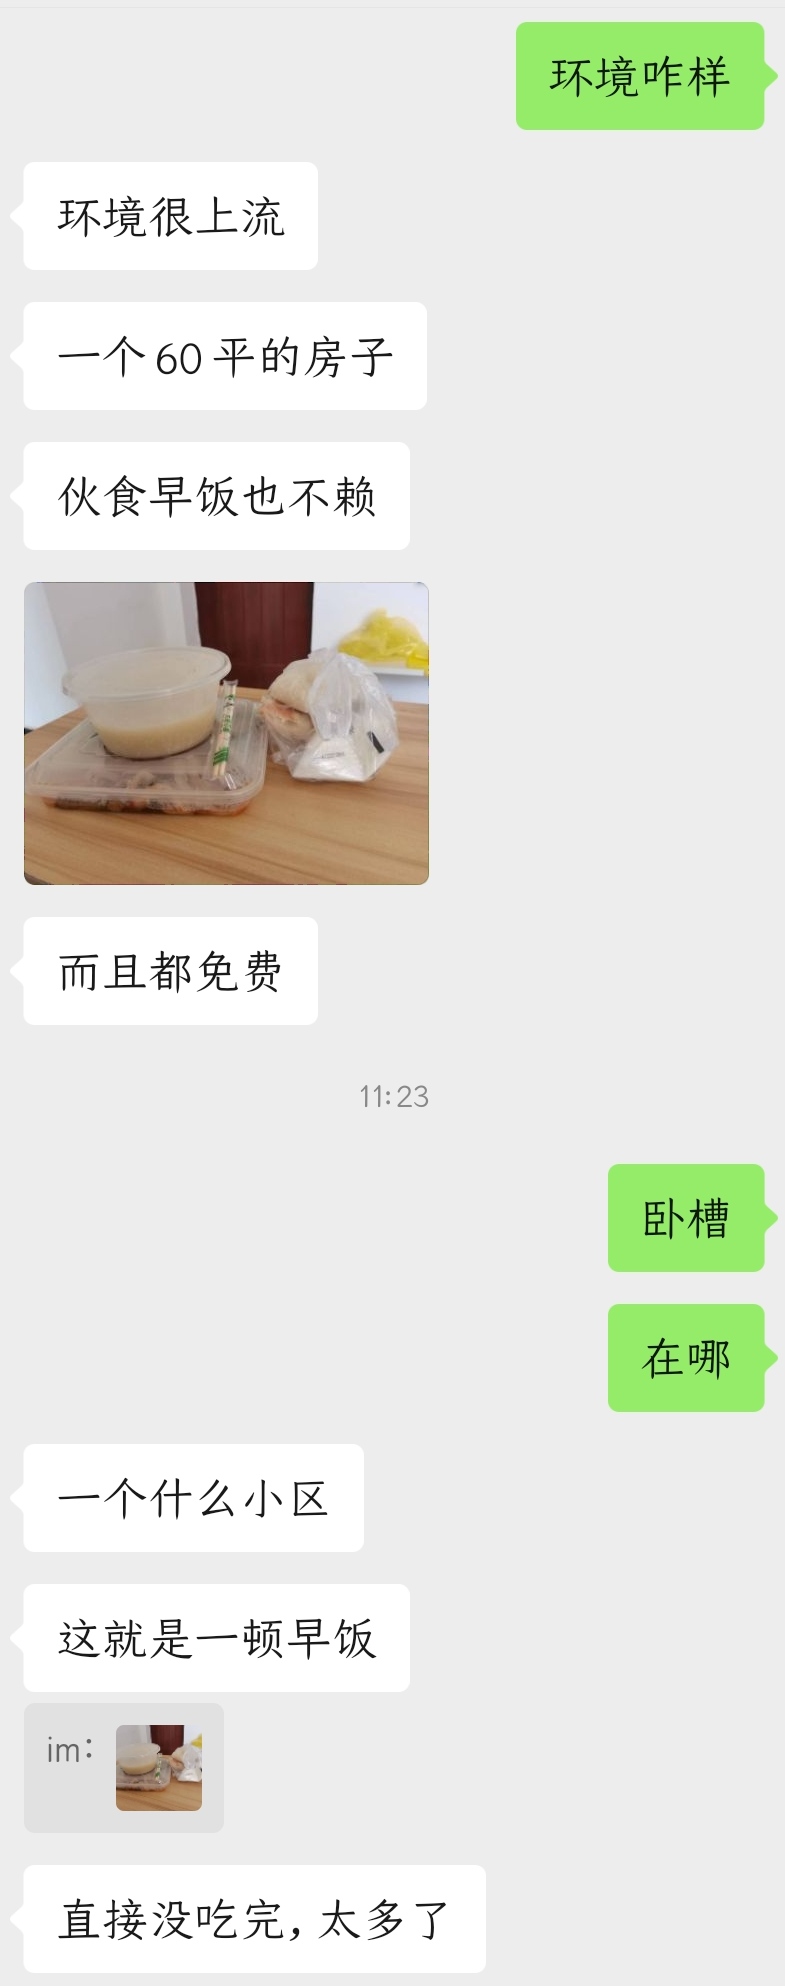 环境咋样
环境很上流
一个60平的房子
伙食早饭也不赖
而且都免费
11:23
卧槽
在哪
一个什么小区
这就是一顿早饭
im:
直接没吃完,太多了